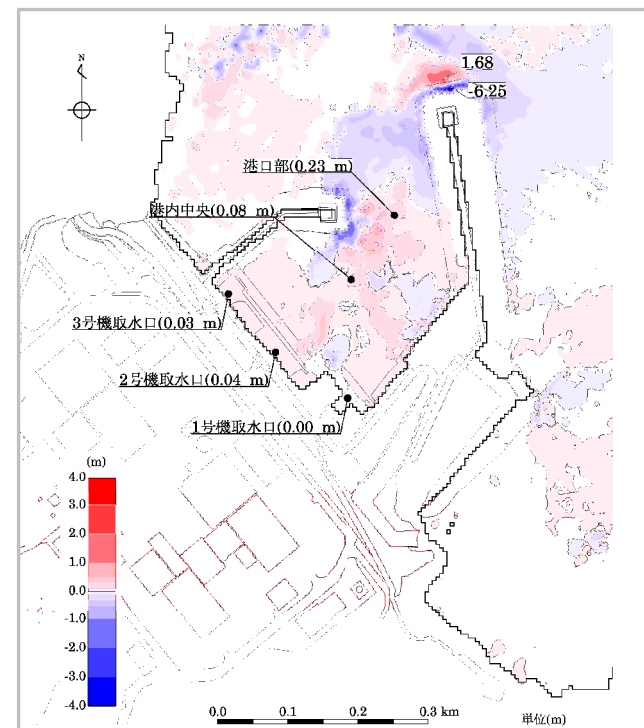 1.68
-6.25
N
港口部(0.23 m)
港内中央(0.08 m)
3号機取水口(0.03 m)
2号機取水口(0.04 m)
1号機取水口(0.00 m)
(m)
4.0
3.0
2.0
1.0
0.0
-1.0
-2.0
-3.0
-4.0
0.0 0.1 0.2 0.3 km
単位(m)